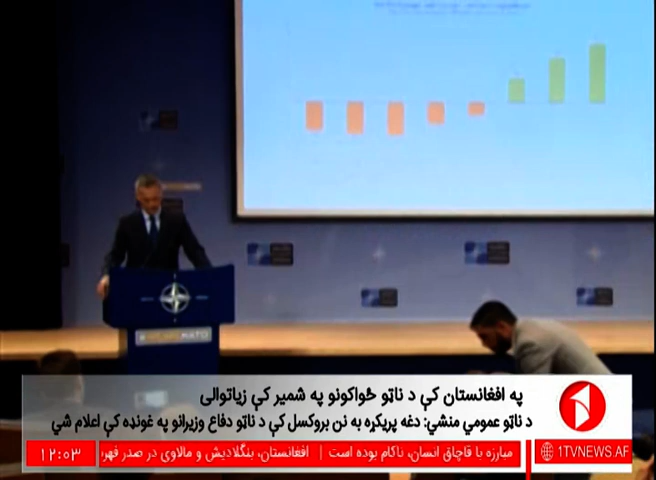 NATO
په افغانستان کې د ناټو ځواکونو په شمیر کې زیاتوالی
د ناټو عمومي منشي: دغه پریکړه به نن بروکسل کې د ناټو دفاع وزیرانو په غونډه کې اعلام شي
۱۲:۰۳
مبارزه با قاچاق انسان، ناکام بوده است | افغانستان، بنگلادیش و مالاوی در صدر فهر
1TVNEWS.AF